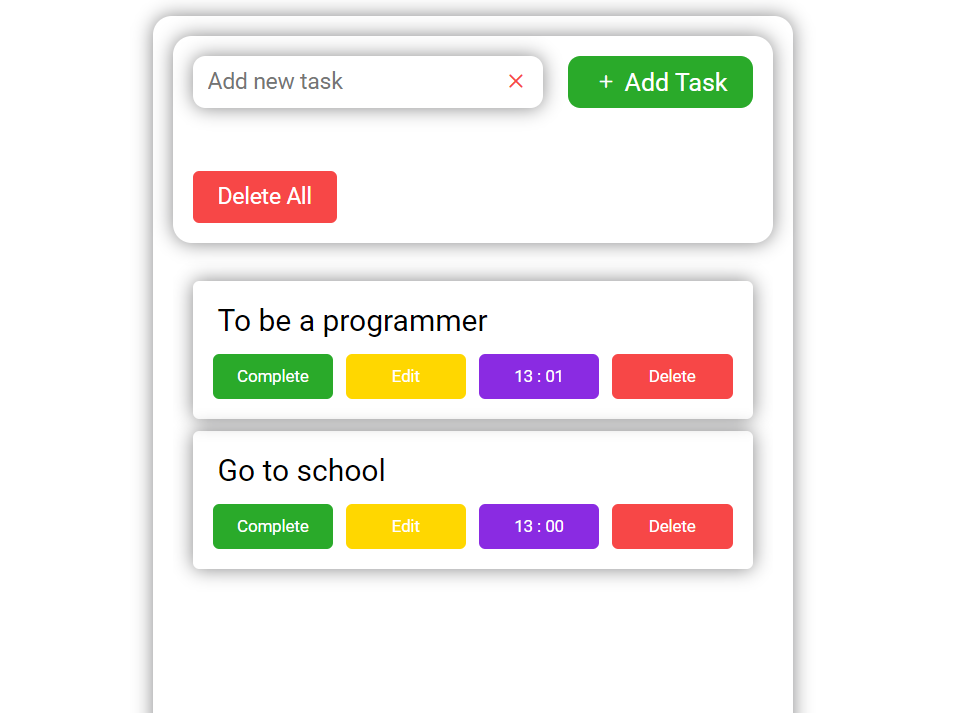 Add new task
+ Add Task
Delete All
To be a programmer
Complete Edit 13 : 01 Delete
Go to school
Complete Edit 13 : 00 Delete